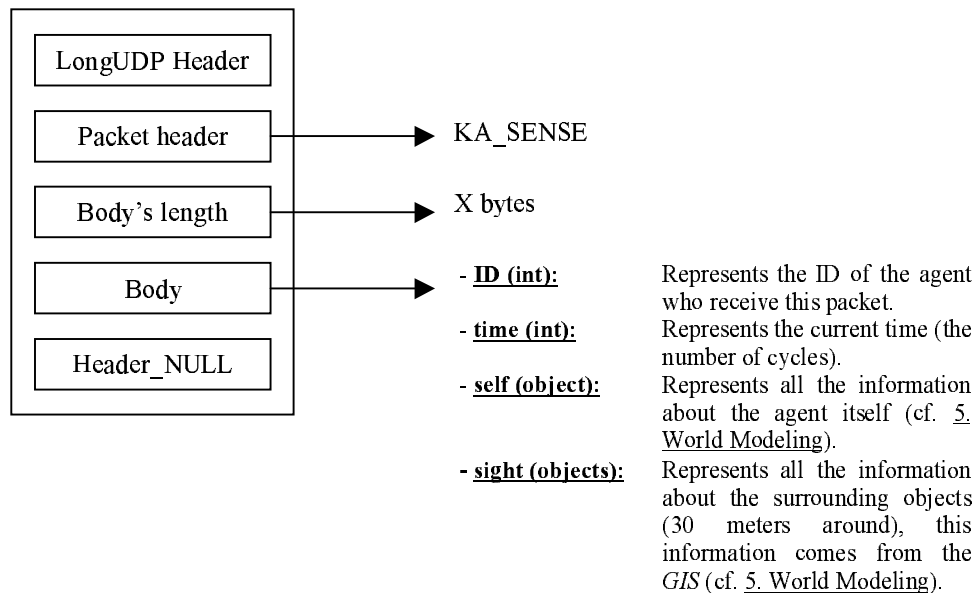 LongUDP Header
Packet header
KA_SENSE
Body's length
X bytes
Body
- ID (int): Represents the ID of the agent
who receive this packet.
- time (int): Represents the current time (the
number of cycles).
- self (object): Represents all the information
about the agent itself (cf. 5.
World Modeling).
- sight (objects): Represents all the information
about the surrounding objects
(30 meters around), this
information comes from the
GIS (cf. 5. World Modeling).
Header_NULL